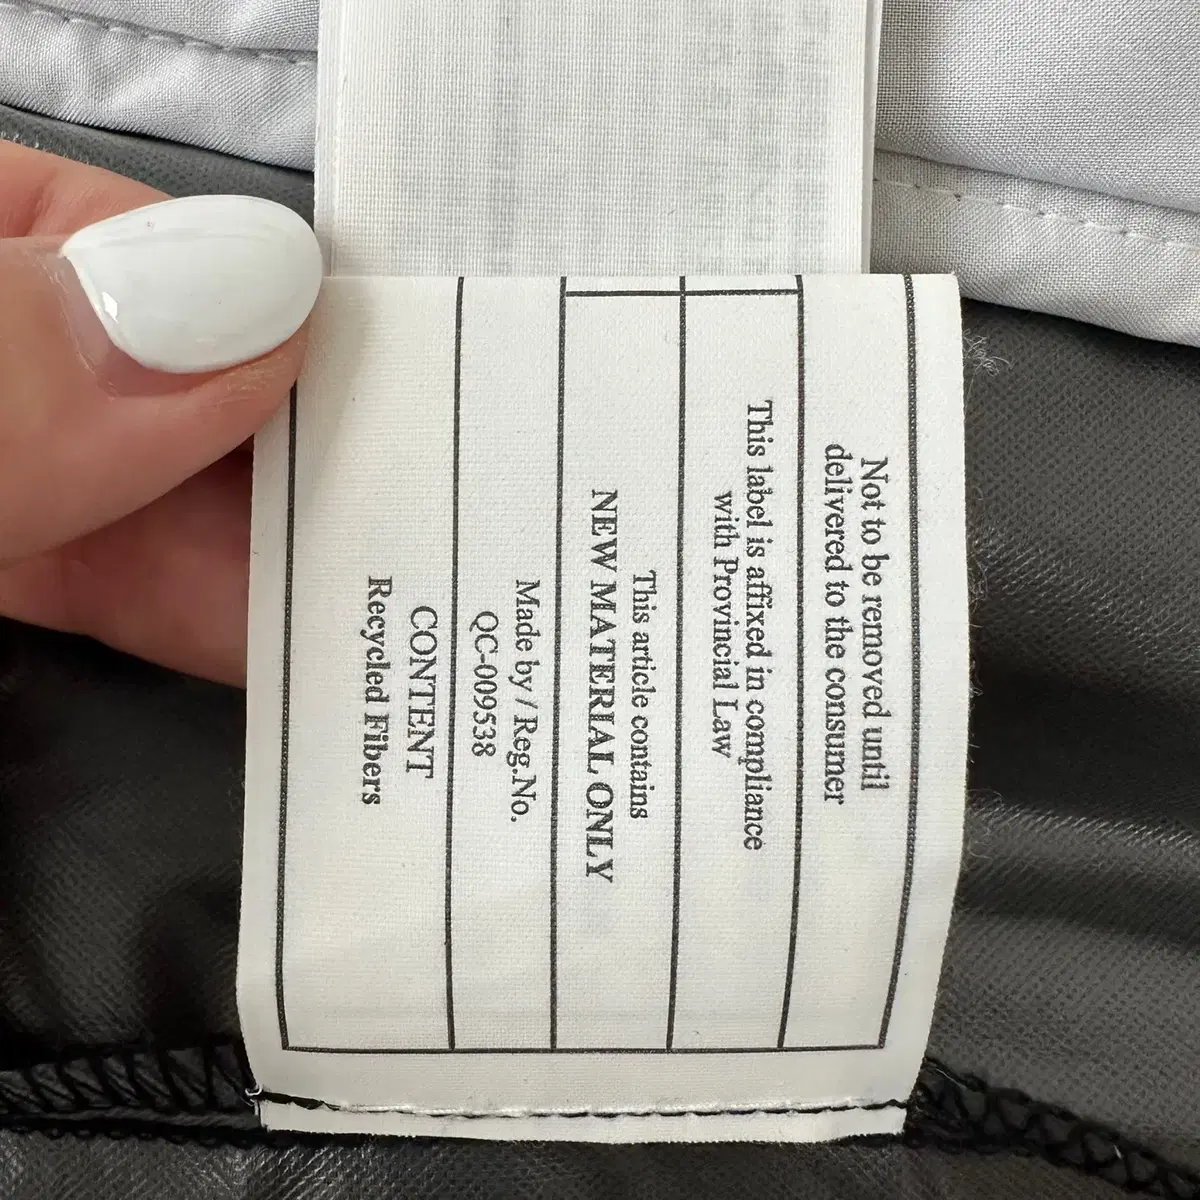 Not to be removed until
delivered to the consumer
This label is affixed in compliance
with Provincial Law
This article contains
NEW MATERIAL ONLY
Made by / Reg.No.
QC-009538
CONTENT
Recycled Fibers